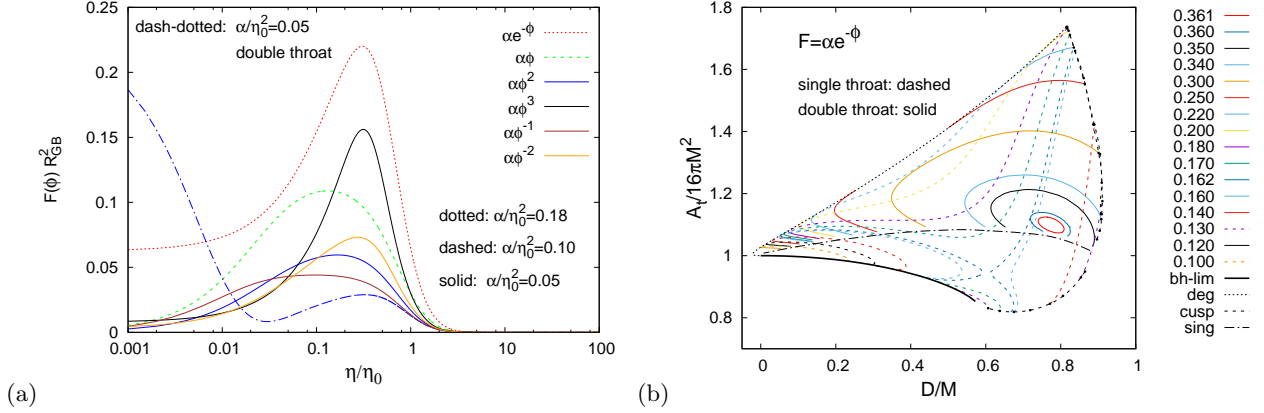 dash-dotted: α/η₀²=0.05
double throat
αe^-ϕ
αϕ
αϕ²
αϕ³
αϕ⁻¹
αϕ⁻²
dotted: α/η₀²=0.18
dashed: α/η₀²=0.10
solid: α/η₀²=0.05
F(ϕ) R²_GB
0.25
0.2
0.15
0.1
0.05
0
0.001
0.01
0.1
1
10
100
η/η₀
(a)
F=αe^-ϕ
single throat: dashed
double throat: solid
A_t/16πM²
1.8
1.6
1.4
1.2
1
0.8
0
0.2
0.4
0.6
0.8
1
D/M
(b)
0.361
0.360
0.350
0.340
0.300
0.250
0.220
0.200
0.180
0.170
0.162
0.160
0.140
0.130
0.120
0.100
bh-lim
deg
cusp
sing